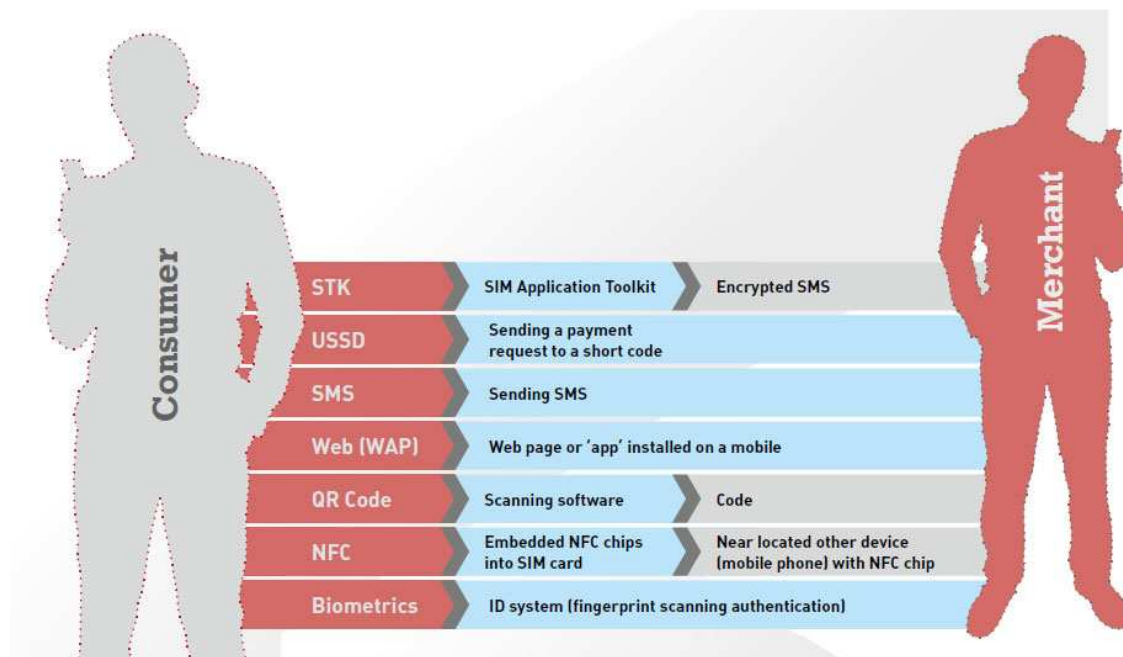 Consumer
Merchant
STK
SIM Application Toolkit
Encrypted SMS
USSD
Sending a payment
request to a short code
SMS
Sending SMS
Web (WAP)
Web page or ‘app’ installed on a mobile
QR Code
Scanning software
Code
NFC
Embedded NFC chips
into SIM card
Near located other device
(mobile phone) with NFC chip
Biometrics
ID system (fingerprint scanning authentication)